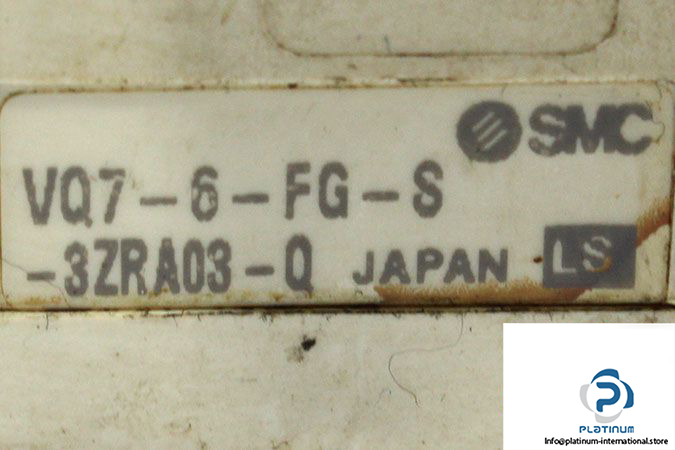 SMC
VQ7-6-FG-S
-3ZRA03-Q JAPAN LS
PLATINUM
Info@platinum-international.store